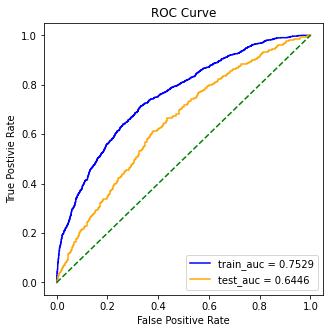 ROC Curve
True Postivie Rate
1.0
0.8
0.6
0.4
0.2
0.0
0.0 0.2 0.4 0.6 0.8 1.0
False Positive Rate
train_auc = 0.7529
test_auc = 0.6446